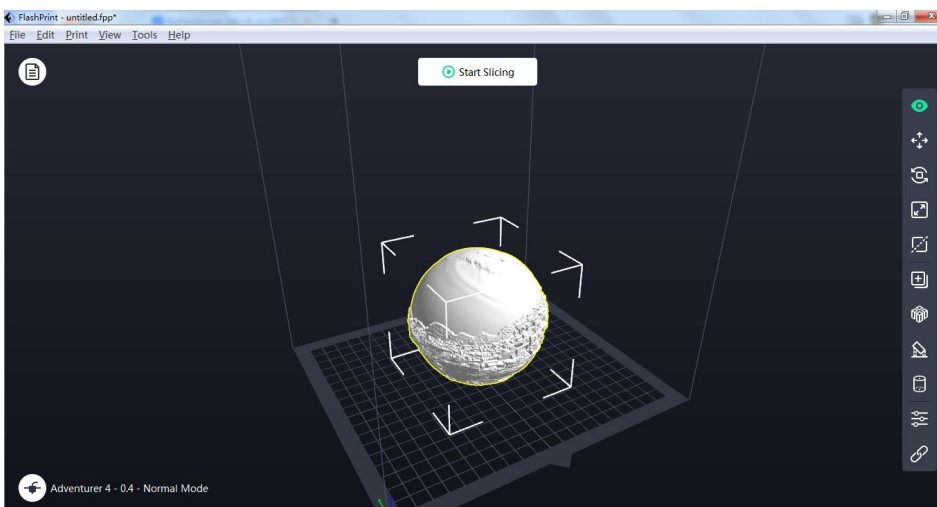 FlashPrint - untitled.fpp*
File Edit Print View Tools Help
Start Slicing
Adventurer 4 - 0.4 - Normal Mode